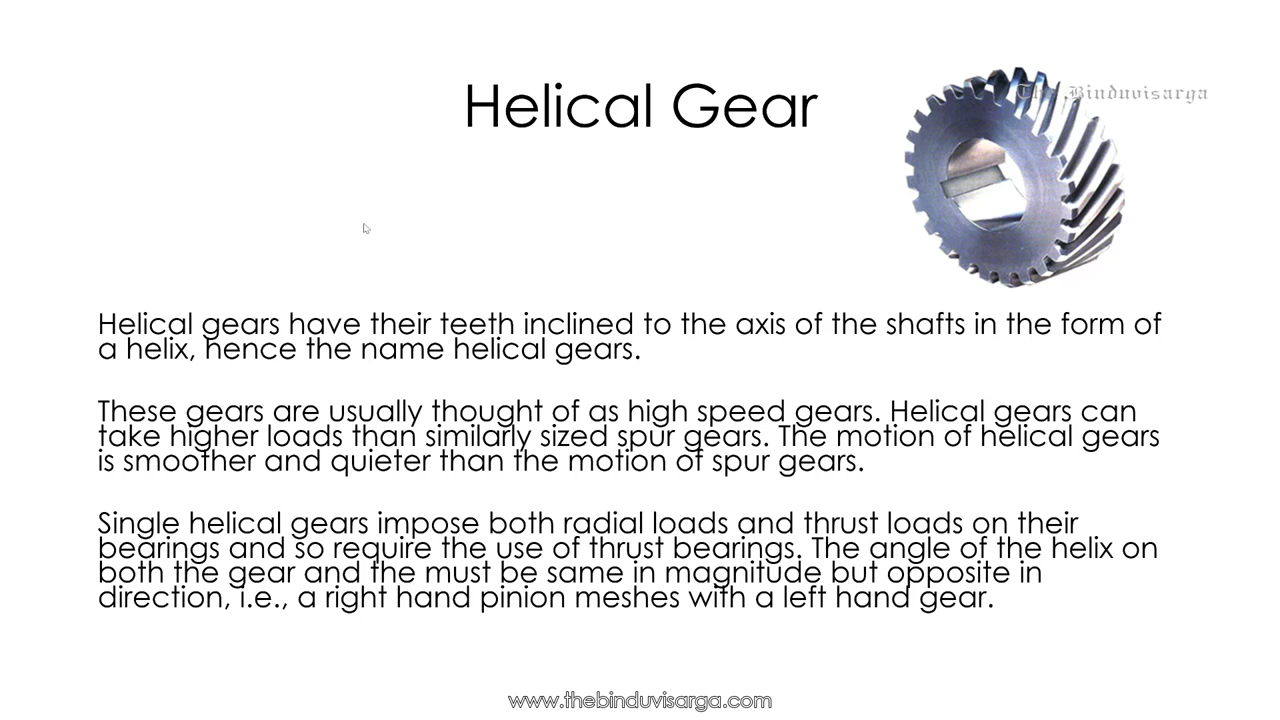 The Binduvisarga
Helical Gear
Helical gears have their teeth inclined to the axis of the shafts in the form of
a helix, hence the name helical gears.
These gears are usually thought of as high speed gears. Helical gears can
take higher loads than similarly sized spur gears. The motion of helical gears
is smoother and quieter than the motion of spur gears.
Single helical gears impose both radial loads and thrust loads on their
bearings and so require the use of thrust bearings. The angle of the helix on
both the gear and the must be same in magnitude but opposite in
direction, i.e., a right hand pinion meshes with a left hand gear.
www.thebinduvisarga.com